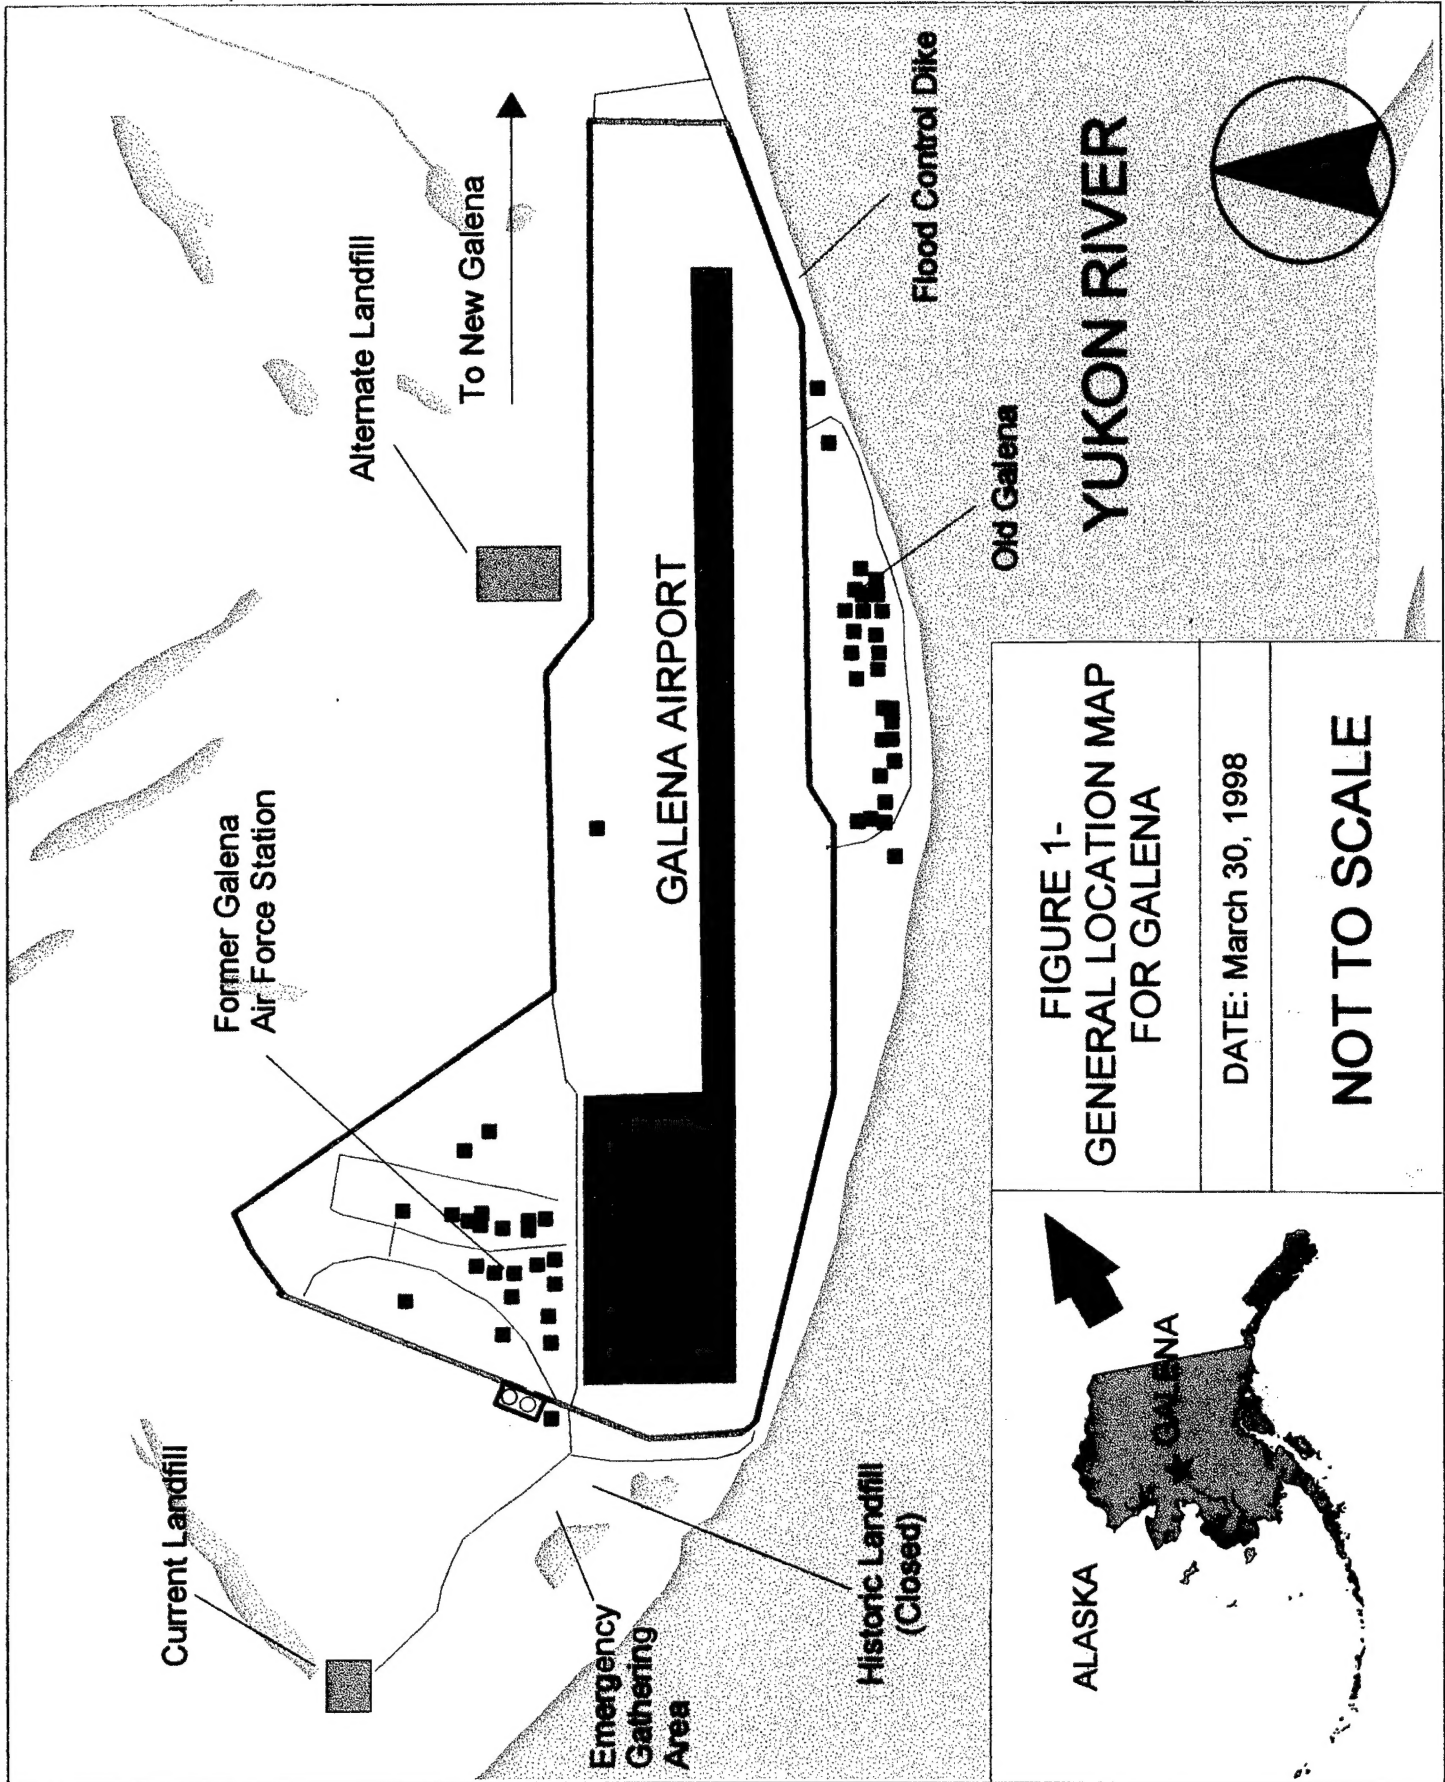 Current Landfill
Former Galena
Air Force Station
Alternate Landfill
To New Galena
GALENA AIRPORT
Emergency
Gathering
Area
Historic Landfill
(Closed)
Old Galena
Flood Control Dike
YUKON RIVER
ALASKA
GALENA
FIGURE 1-
GENERAL LOCATION MAP
FOR GALENA
DATE: March 30, 1998
NOT TO SCALE